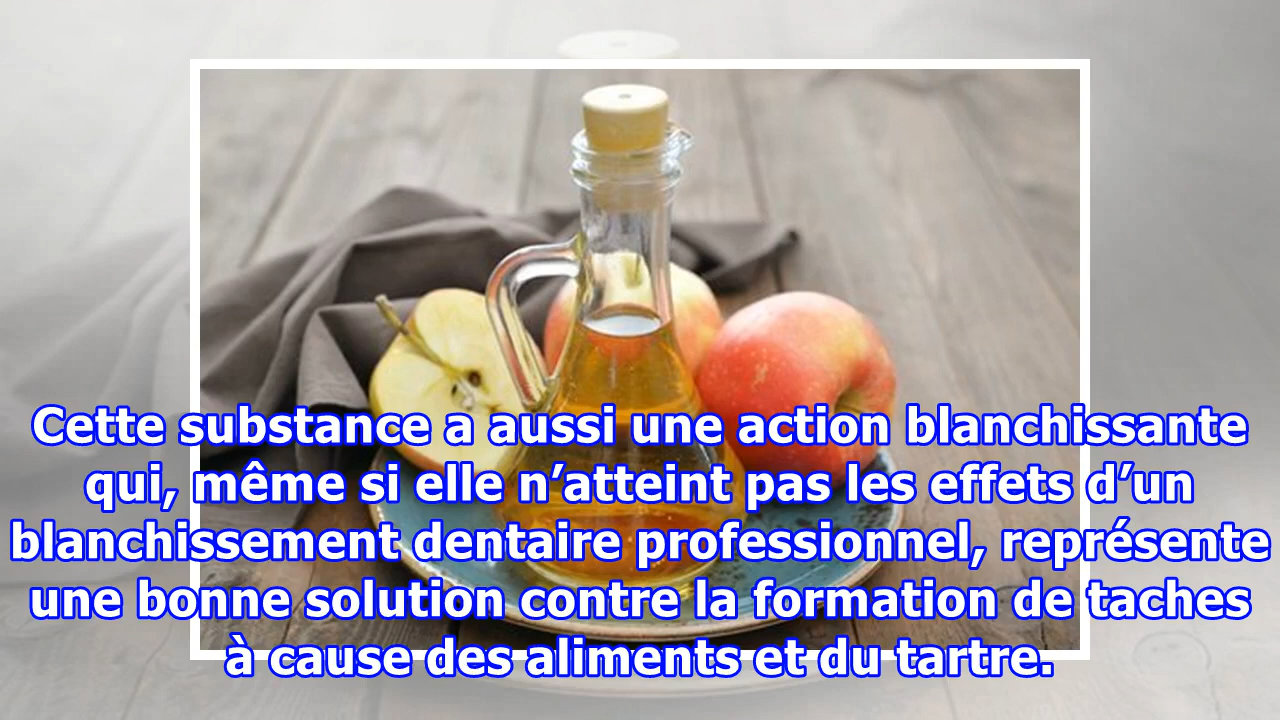 Cette substance a aussi une action blanchissante
qui, même si elle n’atteint pas les effets d’un
blanchissement dentaire professionnel, représente
une bonne solution contre la formation de taches
à cause des aliments et du tartre.